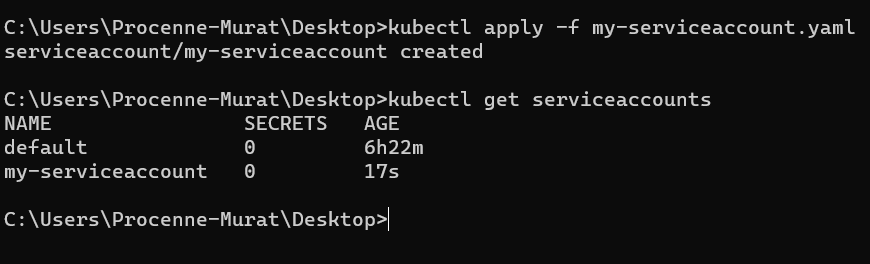 C:\Users\Procenne-Murat\Desktop>kubectl apply -f my-serviceaccount.yaml
serviceaccount/my-serviceaccount created
C:\Users\Procenne-Murat\Desktop>kubectl get serviceaccounts
NAME SECRETS AGE
default 0 6h22m
my-serviceaccount 0 17s
C:\Users\Procenne-Murat\Desktop>